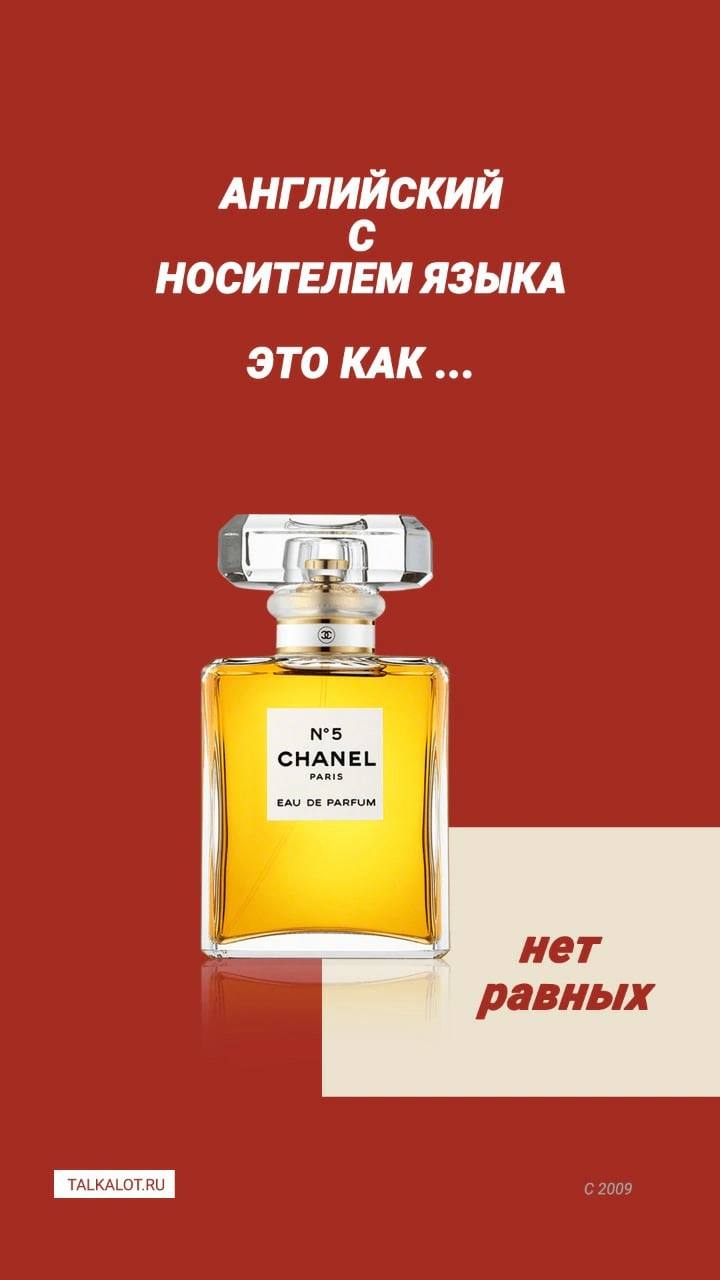 АНГЛИЙСКИЙ
С
НОСИТЕЛЕМ ЯЗЫКА
ЭТО КАК ...
N°5
CHANEL
PARIS
EAU DE PARFUM
нет
равных
TALKALOT.RU
С 2009